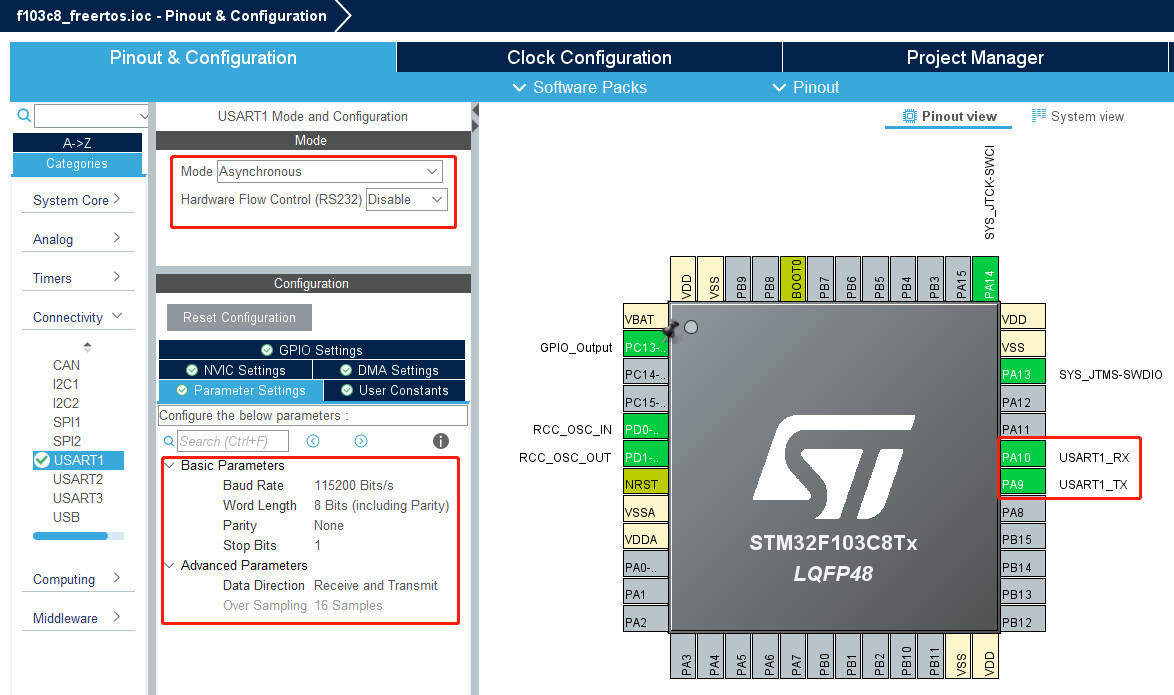 f103c8_freertos.ioc - Pinout & Configuration
Pinout & Configuration
Clock Configuration
Project Manager
Software Packs
Pinout
A->Z
Categories
System Core
Analog
Timers
Connectivity
CAN
I2C1
I2C2
SPI1
SPI2
USART1
USART2
USART3
USB
Computing
Middleware
USART1 Mode and Configuration
Mode
Mode Asynchronous
Hardware Flow Control (RS232) Disable
Configuration
Reset Configuration
GPIO Settings
NVIC Settings
DMA Settings
Parameter Settings
User Constants
Configure the below parameters :
Search (Ctrl+F)
Basic Parameters
Baud Rate 115200 Bits/s
Word Length 8 Bits (including Parity)
Parity None
Stop Bits 1
Advanced Parameters
Data Direction Receive and Transmit
Over Sampling 16 Samples
Pinout view
System view
SYS_JTCK-SWCl
VDD
VSS
PB9
PB8
BOOT0
PB7
PB6
PB5
PB4
PB3
PA15
PA14
VBAT
GPIO_Output PC13-..
PC14-..
PC15-..
RCC_OSC_IN PD0-..
RCC_OSC_OUT PD1-..
NRST
VSSA
VDDA
PA0-..
PA1
PA2
STM32F103C8Tx
LQFP48
VDD
VSS
PA13 SYS_JTMS-SWDIO
PA12
PA11
PA10 USART1_RX
PA9 USART1_TX
PA8
PB15
PB14
PB13
PB12
PA3
PA4
PA5
PA6
PA7
PB0
PB1
PB2
PB10
PB11
VSS
VDD